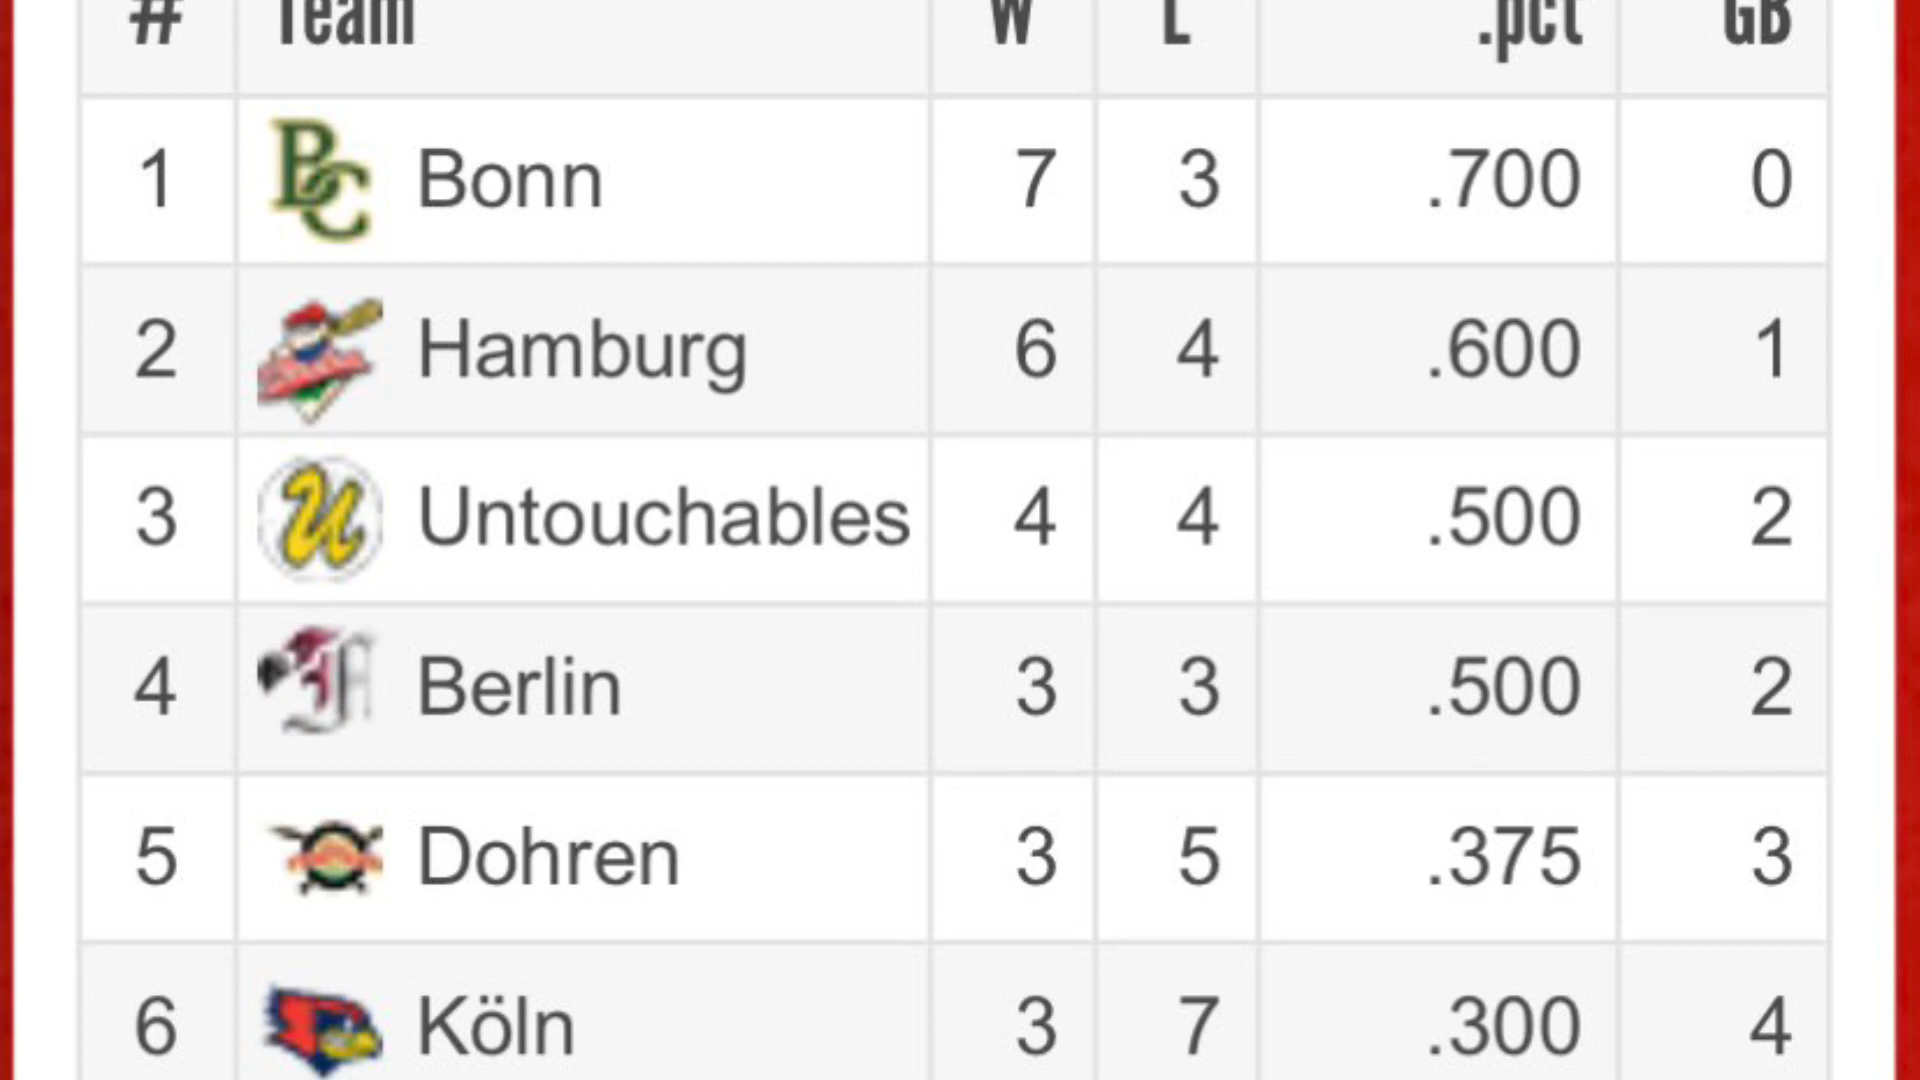 # Team W L .pct GB
1 BC Bonn 7 3 .700 0
2 Hamburg 6 4 .600 1
3 U Untouchables 4 4 .500 2
4 Berlin 3 3 .500 2
5 Dohren 3 5 .375 3
6 Köln 3 7 .300 4